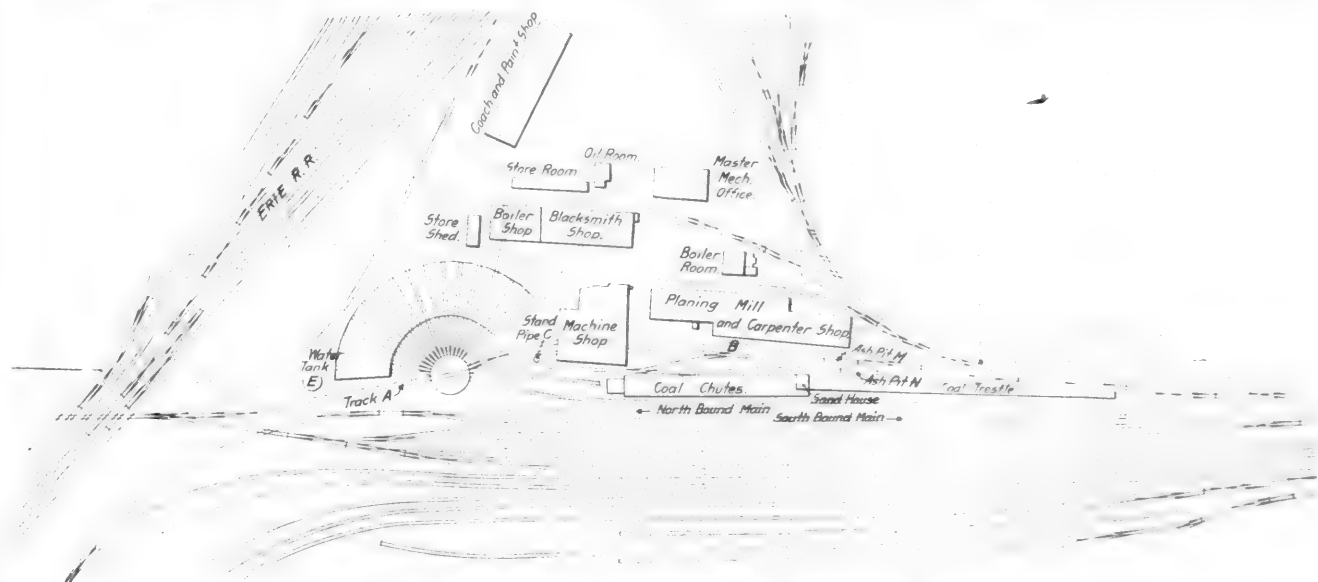 Coach and Paint Shop
ERIE R.R.
Oil Room.
Store Room
Master
Mech.
Office.
Store
Shed.
Boiler
Shop
Blacksmith
Shop.
Boiler
Room
Planing Mill
and Carpenter Shop
Stand
Pipe C
Machine
Shop
B
Ash Pit M
Water
Tank
E
Track A
Ash Pit N
Coal Trestle
Coal Chutes.
Sand House
North Bound Main
South Bound Main